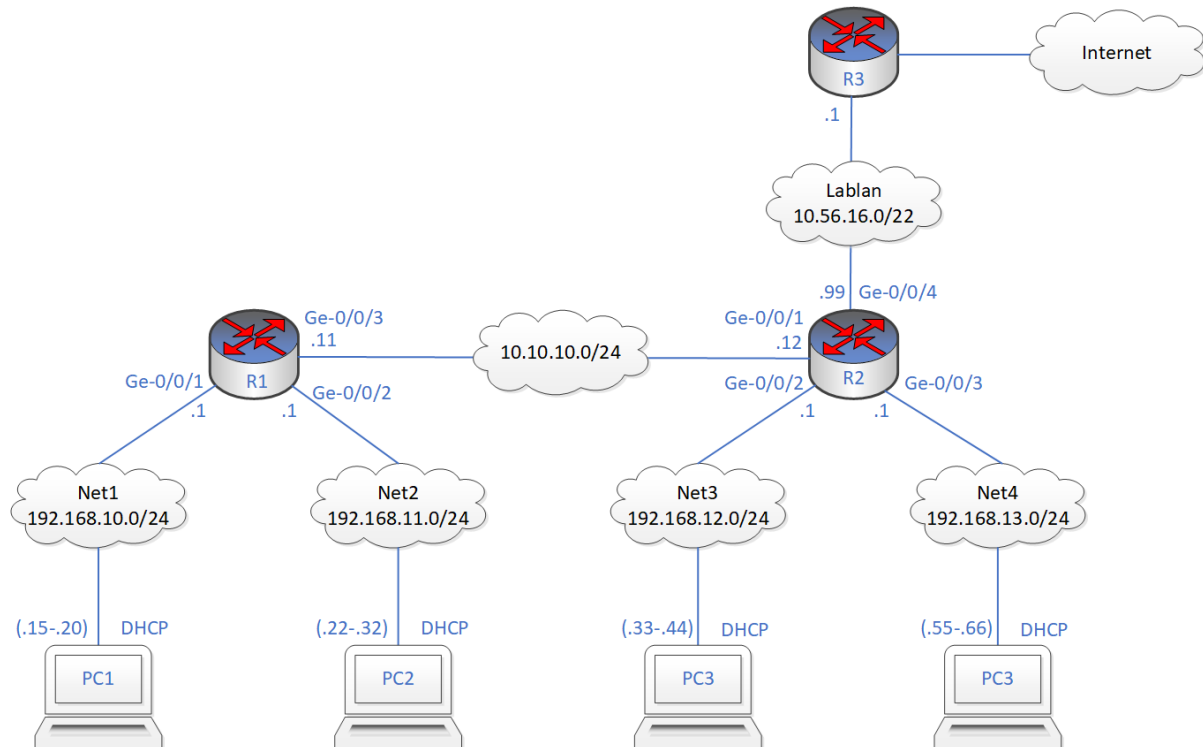 R3
Internet
.1
Lablan
10.56.16.0/22
.99 Ge-0/0/4
Ge-0/0/3
.11
10.10.10.0/24
Ge-0/0/1
.12
R1
R2
Ge-0/0/1
.1
Ge-0/0/2
.1
Ge-0/0/2
.1
Ge-0/0/3
.1
Net1
192.168.10.0/24
Net2
192.168.11.0/24
Net3
192.168.12.0/24
Net4
192.168.13.0/24
(.15-.20) DHCP
(.22-.32) DHCP
(.33-.44) DHCP
(.55-.66) DHCP
PC1
PC2
PC3
PC3